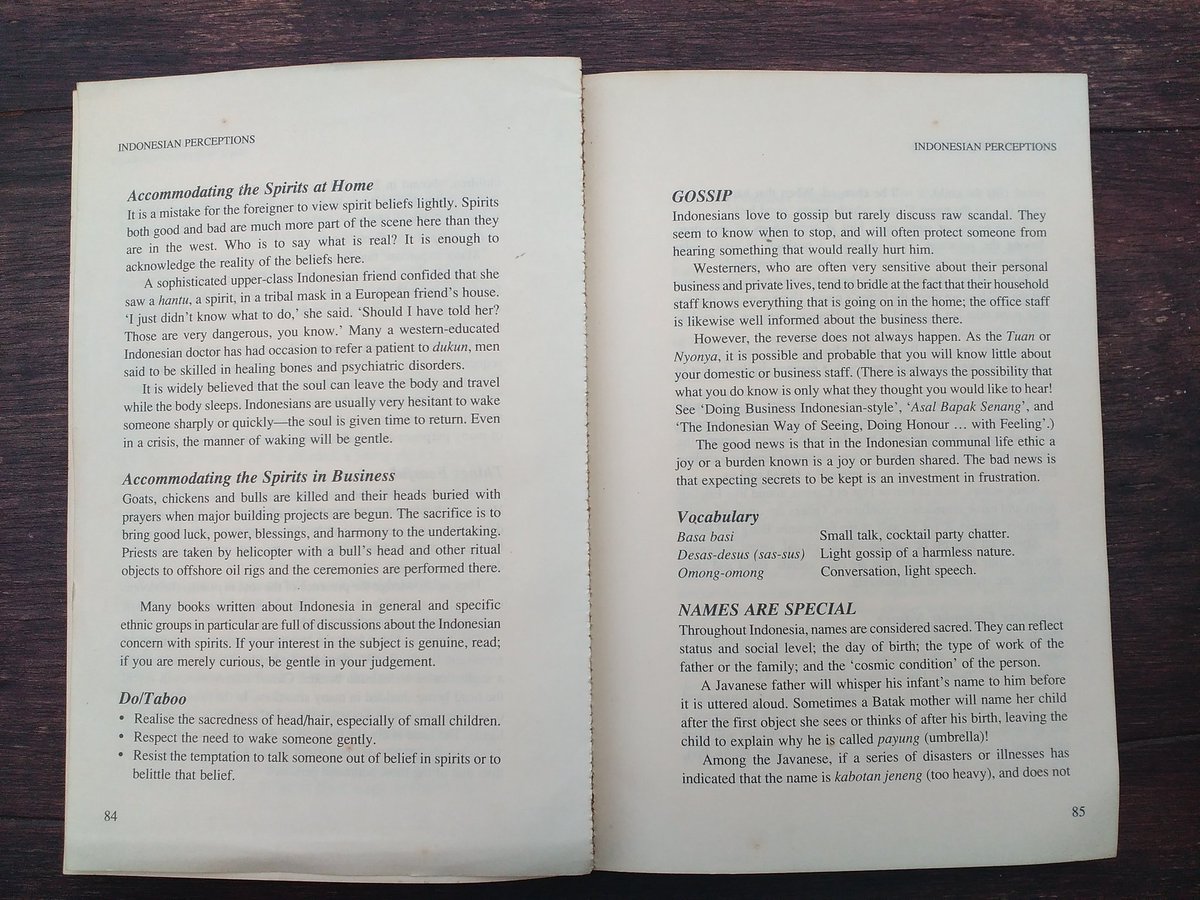 INDONESIAN PERCEPTIONS
Accommodating the Spirits at Home
It is a mistake for the foreigner to view spirit beliefs lightly. Spirits
both good and bad are much more part of the scene here than they
are in the west. Who is to say what is real? It is enough to
acknowledge the reality of the beliefs here.
A sophisticated upper-class Indonesian friend confided that she
saw a hantu, a spirit, in a tribal mask in a European friend's house.
'I just didn't know what to do,' she said. 'Should I have told her?
Those are very dangerous, you know.' Many a western-educated
Indonesian doctor has had occasion to refer a patient to dukun, men
said to be skilled in healing bones and psychiatric disorders.
It is widely believed that the soul can leave the body and travel
while the body sleeps. Indonesians are usually very hesitant to wake
someone sharply or quickly—the soul is given time to return. Even
in a crisis, the manner of waking will be gentle.
Accommodating the Spirits in Business
Goats, chickens and bulls are killed and their heads buried with
prayers when major building projects are begun. The sacrifice is to
bring good luck, power, blessings, and harmony to the undertaking.
Priests are taken by helicopter with a bull's head and other ritual
objects to offshore oil rigs and the ceremonies are performed there.
Many books written about Indonesia in general and specific
ethnic groups in particular are full of discussions about the Indonesian
concern with spirits. If your interest in the subject is genuine, read;
if you are merely curious, be gentle in your judgement.
Do/Taboo
• Realise the sacredness of head/hair, especially of small children.
• Respect the need to wake someone gently.
• Resist the temptation to talk someone out of belief in spirits or to
belittle that belief.
84
INDONESIAN PERCEPTIONS
GOSSIP
Indonesians love to gossip but rarely discuss raw scandal. They
seem to know when to stop, and will often protect someone from
hearing something that would really hurt him.
Westerners, who are often very sensitive about their personal
business and private lives, tend to bridle at the fact that their household
staff knows everything that is going on in the home; the office staff
is likewise well informed about the business there.
However, the reverse does not always happen. As the Tuan or
Nyonya, it is possible and probable that you will know little about
your domestic or business staff. (There is always the possibility that
what you do know is only what they thought you would like to hear!
See 'Doing Business Indonesian-style', 'Asal Bapak Senang', and
'The Indonesian Way of Seeing, Doing Honour ... with Feeling'.)
The good news is that in the Indonesian communal life ethic a
joy or a burden known is a joy or burden shared. The bad news is
that expecting secrets to be kept is an investment in frustration.
Vocabulary
Basa basi Small talk, cocktail party chatter.
Desas-desus (sas-sus) Light gossip of a harmless nature.
Omong-omong Conversation, light speech.
NAMES ARE SPECIAL
Throughout Indonesia, names are considered sacred. They can reflect
status and social level; the day of birth; the type of work of the
father or the family; and the 'cosmic condition' of the person.
A Javanese father will whisper his infant's name to him before
it is uttered aloud. Sometimes a Batak mother will name her child
after the first object she sees or thinks of after his birth, leaving the
child to explain why he is called payung (umbrella)!
Among the Javanese, if a series of disasters or illnesses has
indicated that the name is kabotan jeneng (too heavy), and does not
85